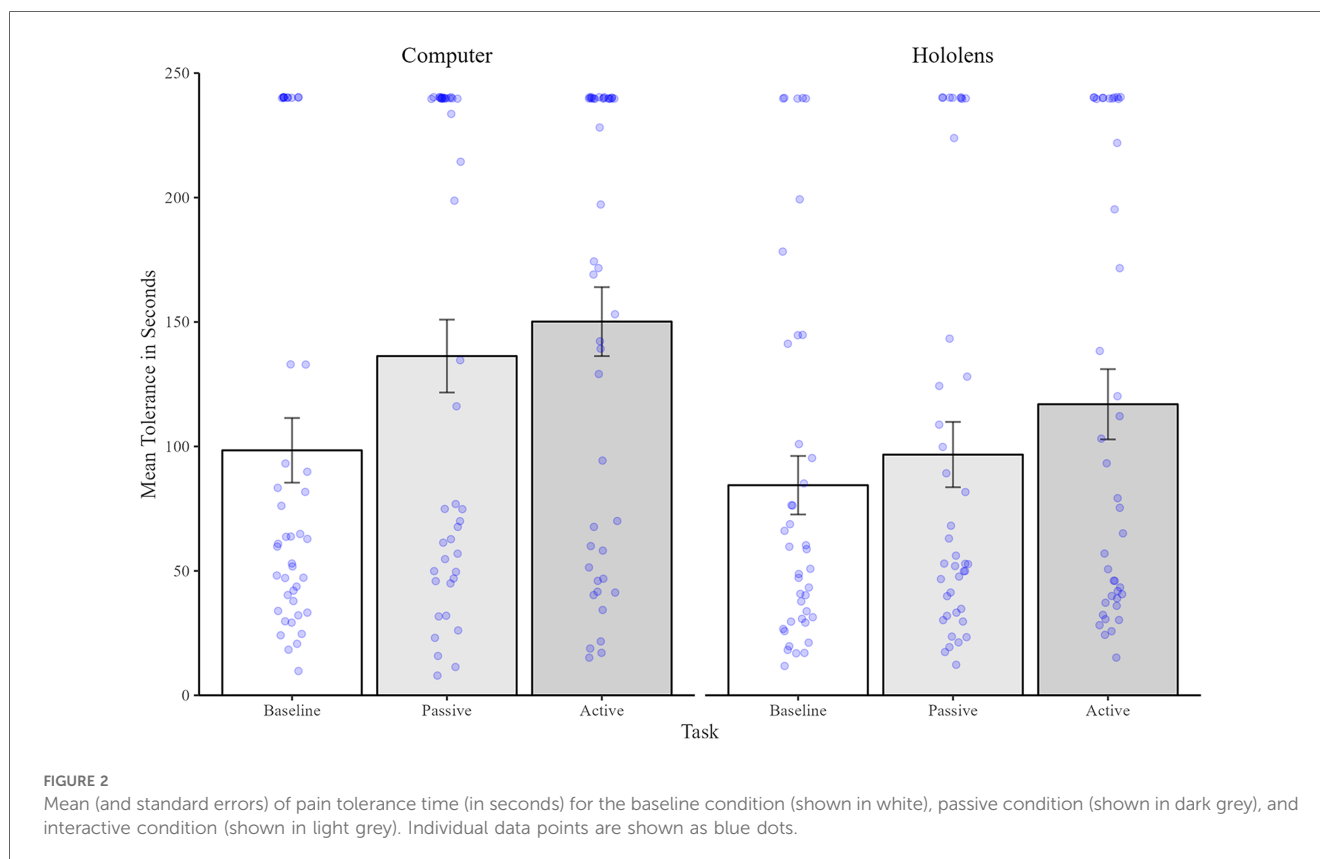 Computer
Hololens
250
200
150
100
50
0
Mean Tolerance in Seconds
Baseline
Passive
Active
Baseline
Passive
Active
Task
FIGURE 2
Mean (and standard errors) of pain tolerance time (in seconds) for the baseline condition (shown in white), passive condition (shown in dark grey), and
interactive condition (shown in light grey). Individual data points are shown as blue dots.